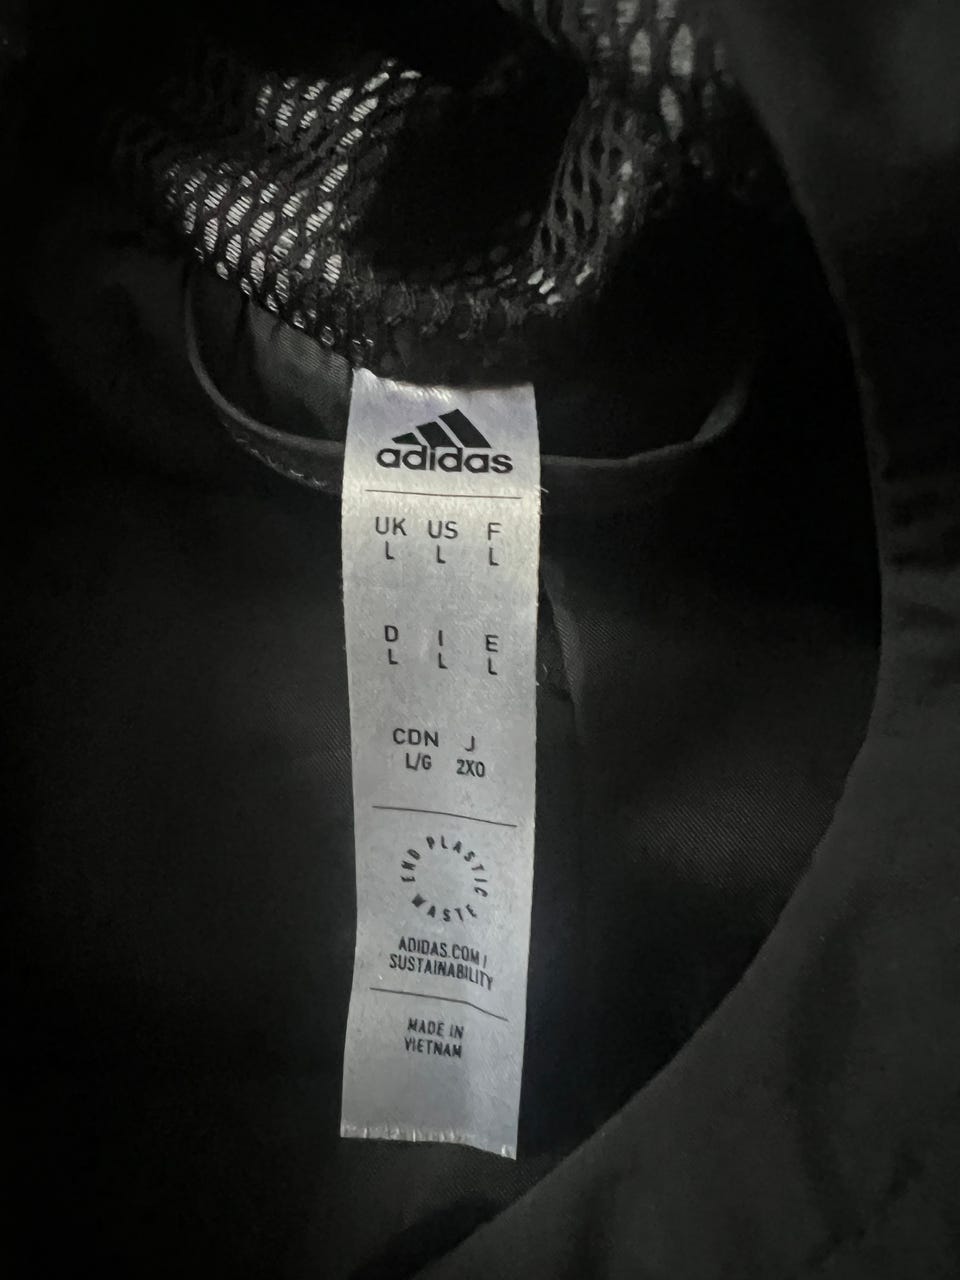 adidas
UK US F
L L L
D I E
L L L
CDN J
L/G 2XO
END PLASTIC WASTE
ADIDAS.COM/
SUSTAINABILITY
MADE IN
VIETNAM